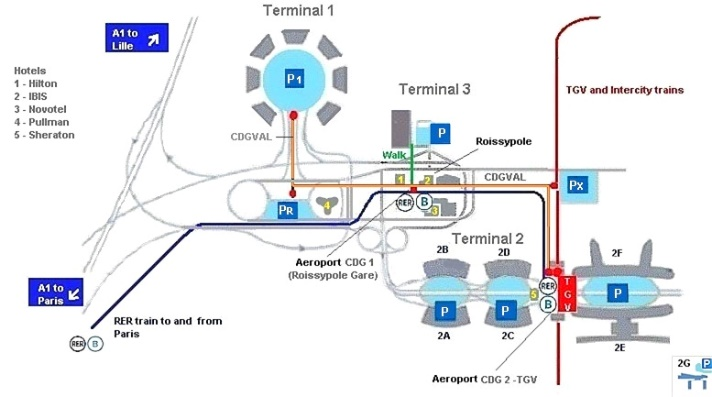 Terminal 1
A1 to
Lille
P1
Hotels
1 - Hilton
2 - IBIS
3 - Novotel
4 - Pullman
5 - Sheraton
TGV and Intercity trains
Terminal 3
P
CDGVAL
Roissypole
Walk
CDGVAL
1
2
PX
PR
4
RER
B
3
Aeroport CDG 1
(Roissypole Gare)
Terminal 2
2B
2D
2F
A1 to
Paris
P
P
5
RER
B
T
G
V
P
RER train to and from
Paris
RER
B
2A
2C
2E
2G
P
Aeroport CDG 2 -TGV